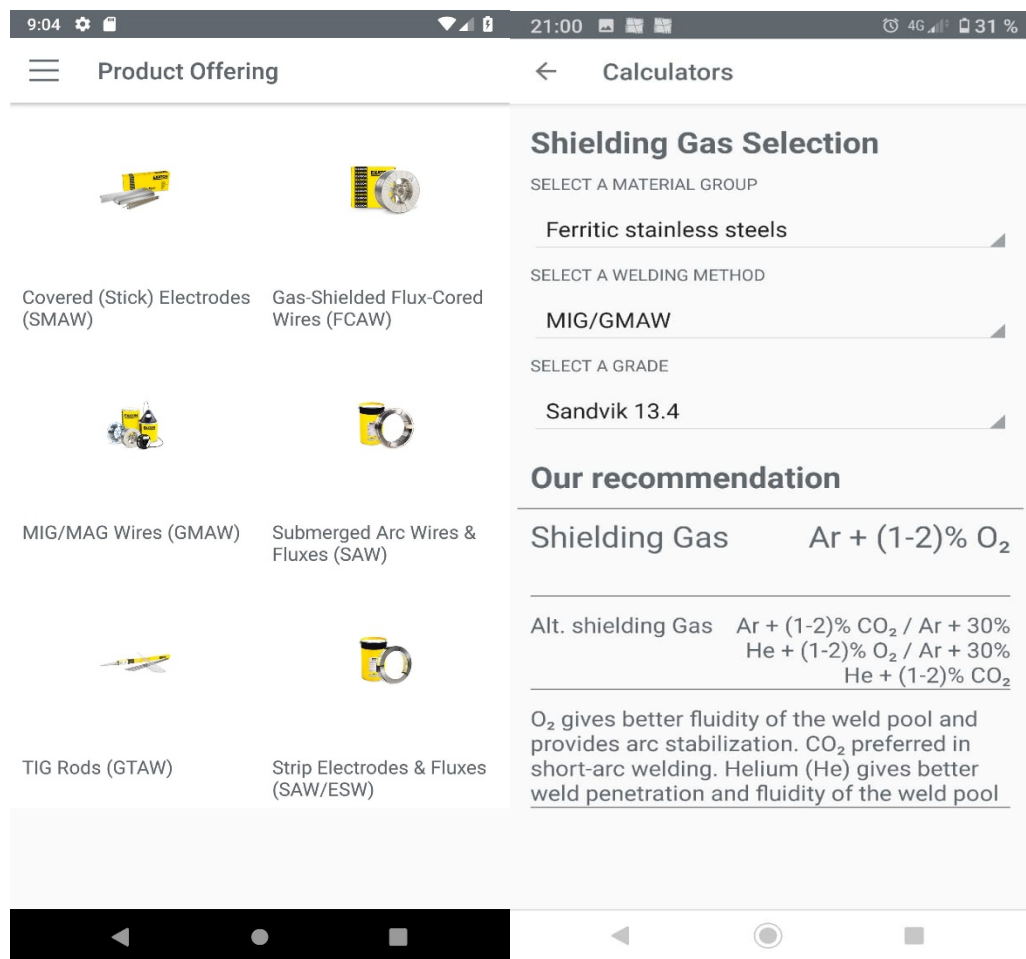 9:04
Product Offering
Covered (Stick) Electrodes
(SMAW)
Gas-Shielded Flux-Cored
Wires (FCAW)
MIG/MAG Wires (GMAW)
Submerged Arc Wires &
Fluxes (SAW)
TIG Rods (GTAW)
Strip Electrodes & Fluxes
(SAW/ESW)
21:00 4G 31 %
Calculators
Shielding Gas Selection
SELECT A MATERIAL GROUP
Ferritic stainless steels
SELECT A WELDING METHOD
MIG/GMAW
SELECT A GRADE
Sandvik 13.4
Our recommendation
Shielding Gas Ar + (1-2)% O₂
Alt. shielding Gas Ar + (1-2)% CO₂ / Ar + 30%
He + (1-2)% O₂ / Ar + 30%
He + (1-2)% CO₂
O₂ gives better fluidity of the weld pool and
provides arc stabilization. CO₂ preferred in
short-arc welding. Helium (He) gives better
weld penetration and fluidity of the weld pool